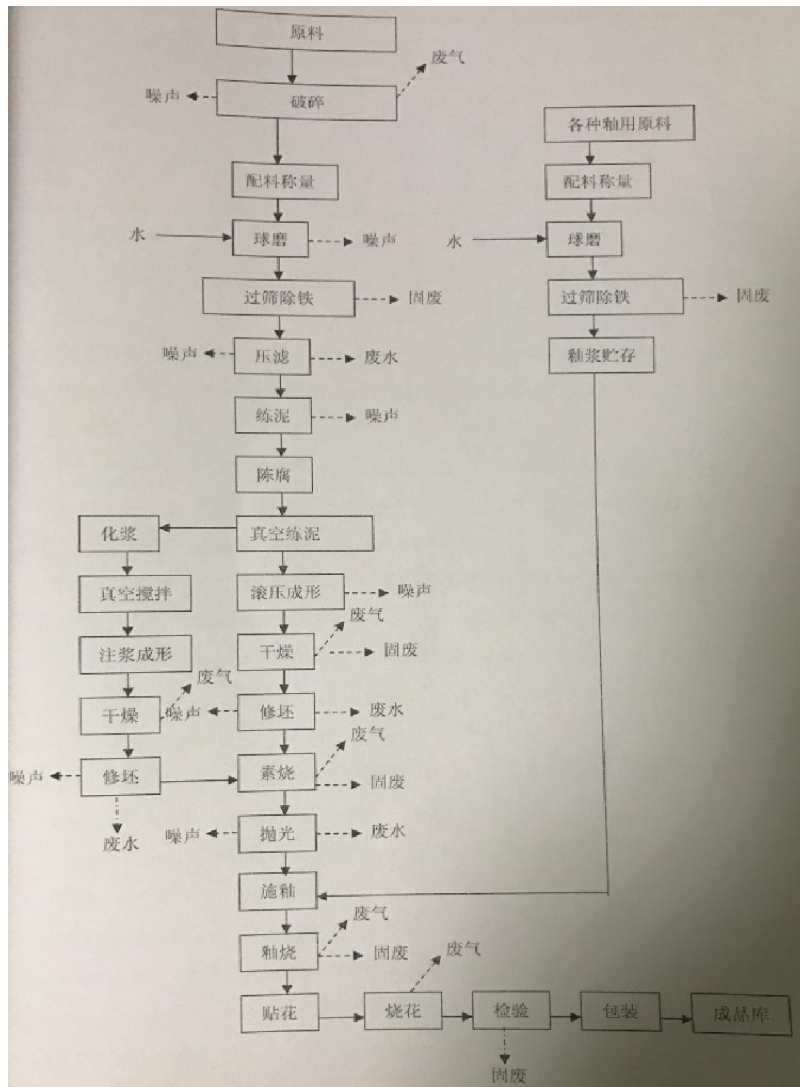 原料
废气
噪声
破碎
各种釉用原料
配料称量
配料称量
水
球磨
噪声
水
球磨
过筛除铁
固废
过筛除铁
固废
噪声
压滤
废水
釉浆贮存
练泥
噪声
陈腐
化浆
真空练泥
真空搅拌
滚压成形
噪声
废气
注浆成形
干燥
固废
废气
干燥
噪声
修坯
废水
废气
噪声
修坯
素烧
固废
废水
噪声
抛光
废水
施釉
废气
釉烧
固废
废气
贴花
烧花
检验
包装
成品库
固废